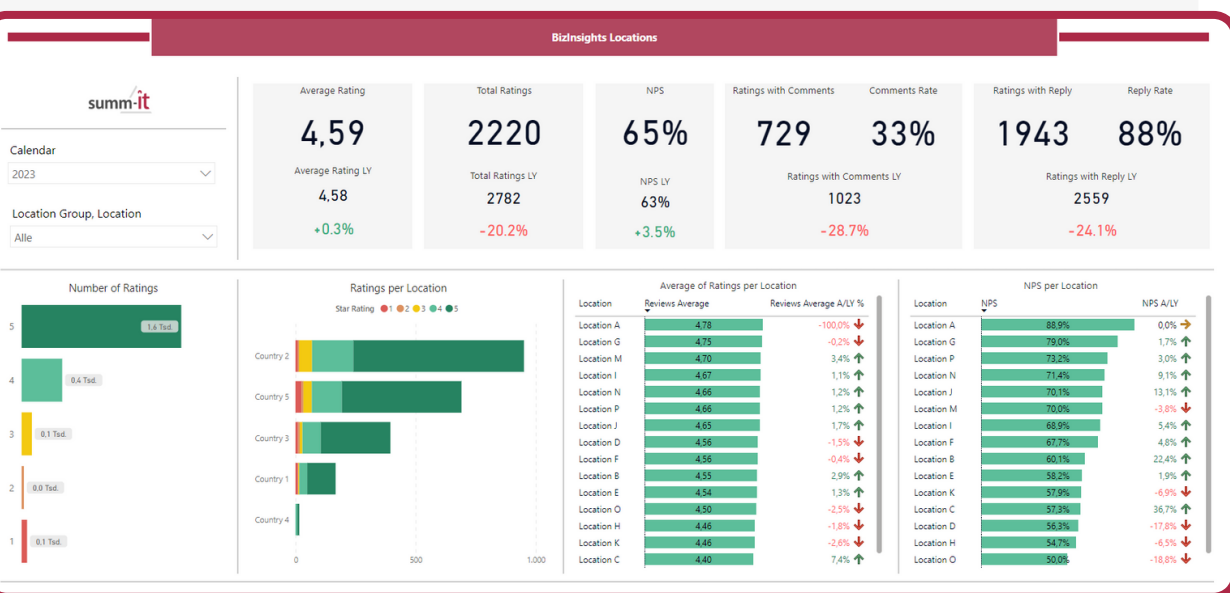 BizInsights Locations
summ-it
Calendar
2023
Location Group, Location
Alle
Average Rating
4,59
Average Rating LY
4,58
+0.3%
Total Ratings
2220
Total Ratings LY
2782
-20.2%
NPS
65%
NPS LY
63%
+3.5%
Ratings with Comments Comments Rate
729 33%
Ratings with Comments LY
1023
-28.7%
Ratings with Reply Reply Rate
1943 88%
Ratings with Reply LY
2559
-24.1%
Number of Ratings
5 1.6 Tsd.
4 0.4 Tsd.
3 0.1 Tsd.
2 0.0 Tsd.
1 0.1 Tsd.
Ratings per Location
Star Rating 1 2 3 4 5
Country 2
Country 5
Country 3
Country 1
Country 4
0 500 1.000
Average of Ratings per Location
Location Reviews Average Reviews Average A/LY %
Location A 4,78 -100,0%
Location G 4,75 -0,2%
Location M 4,70 3,4%
Location I 4,67 1,1%
Location N 4,66 1,2%
Location P 4,66 1,2%
Location J 4,65 1,7%
Location D 4,56 -1,5%
Location F 4,56 -0,4%
Location B 4,55 2,9%
Location E 4,54 1,3%
Location O 4,50 -2,5%
Location H 4,46 -1,8%
Location K 4,46 -2,6%
Location C 4,40 7,4%
NPS per Location
Location NPS NPS A/LY
Location A 88,9% 0,0%
Location G 79,0% 1,7%
Location P 73,2% 3,0%
Location N 71,4% 9,1%
Location J 70,1% 13,1%
Location M 70,0% -3,8%
Location I 68,9% 5,4%
Location F 67,7% 4,8%
Location B 60,1% 22,4%
Location E 58,2% 1,9%
Location K 57,9% -6,9%
Location C 57,3% 36,7%
Location D 56,3% -17,8%
Location H 54,7% -6,5%
Location O 50,0% -18,8%